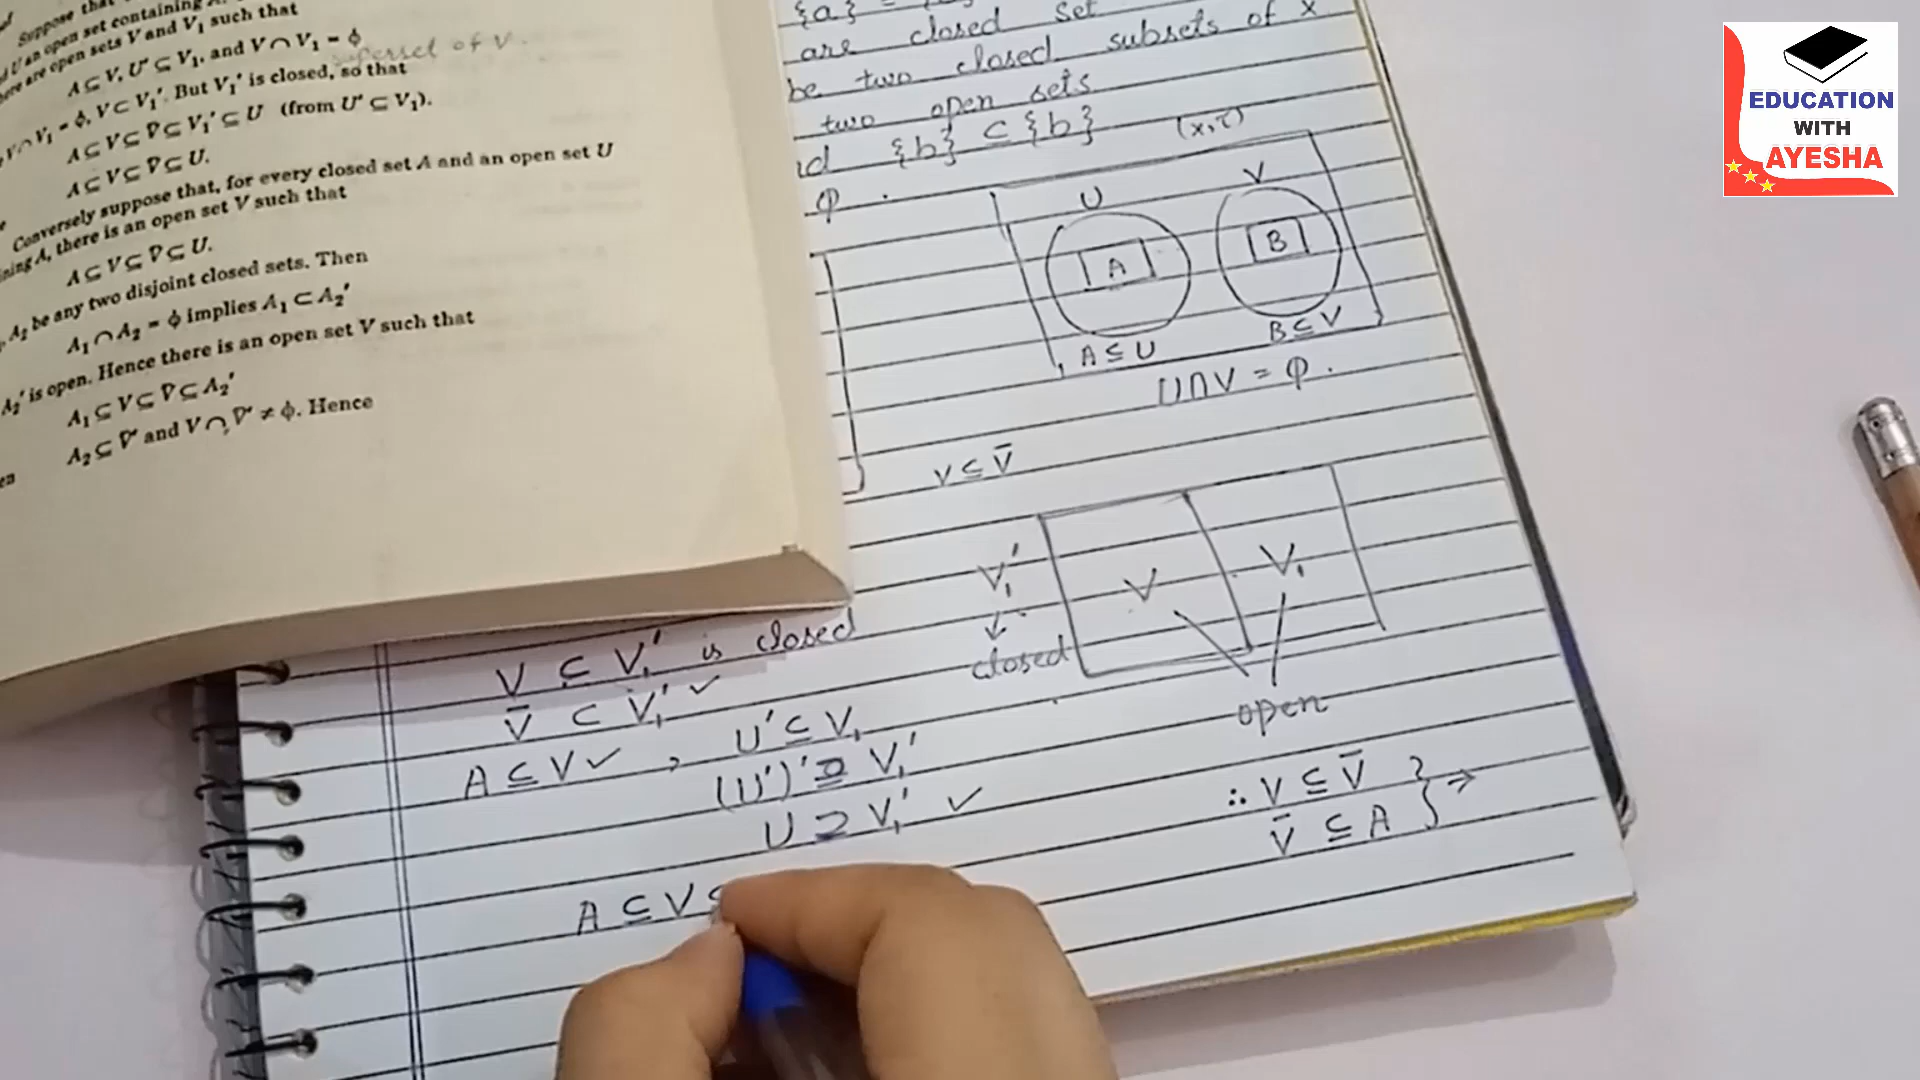 Suppose that
U an open set containing A.
here are open sets V and V₁ such that
A ⊆ V, U' ⊆ V₁, and V ∩ V₁ = ϕ
superset of V.
V ∩ V₁ = ϕ, V ⊂ V₁'. But V₁' is closed, so that
A ⊆ V ⊆ V̄ ⊆ V₁' ⊆ U (from U' ⊂ V₁).
A ⊆ V ⊆ V̄ ⊆ U.
Conversely suppose that, for every closed set A and an open set U
ining A, there is an open set V such that
A ⊆ V ⊆ V̄ ⊆ U.
A₂ be any two disjoint closed sets. Then
A₁ ∩ A₂ = ϕ implies A₁ ⊂ A₂'
A₂' is open. Hence there is an open set V such that
A₁ ⊆ V ⊆ V̄ ⊆ A₂'
en
A₂ ⊆ V̄' and V ∩ V̄' ≠ ϕ. Hence
{a} =
are closed set
be two closed subsets of X
two open sets
{b} ⊆ {b}
φ .
(X,τ)
U V
A B
A ⊆ U B ⊆ V
U∩V = φ .
V ⊆ V̄
V₁' V V₁
closed
open
V ⊆ V₁' is closed
V̄ ⊂ V₁' ✓
A ⊆ V ✓ , U' ⊆ V₁
(U')' ⊇ V₁'
U ⊇ V₁' ✓
∴ V ⊆ V̄ } ⇒
V̄ ⊆ A
A ⊆ V ⊆
EDUCATION
WITH
AYESHA